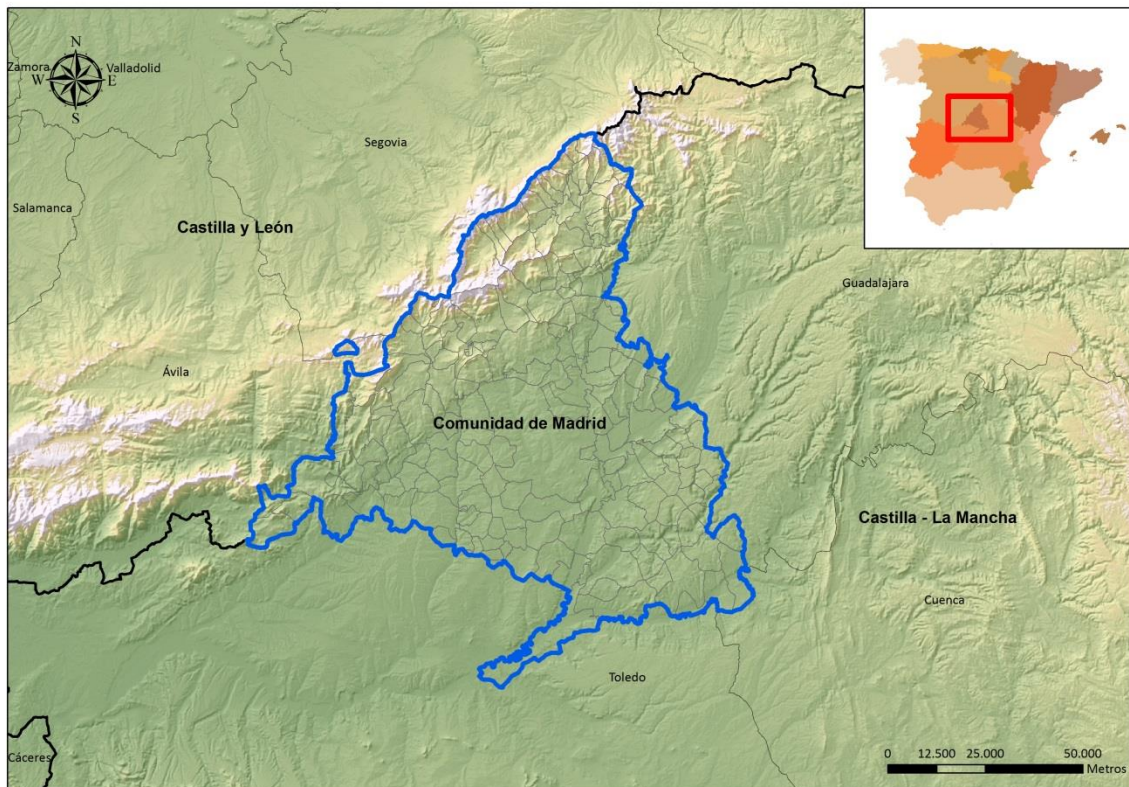 N
Zamora
Valladolid
W
E
S
Segovia
Salamanca
Castilla y León
Guadalajara
Ávila
Comunidad de Madrid
Castilla - La Mancha
Cuenca
Toledo
Cáceres
0 12.500 25.000 50.000
Metros